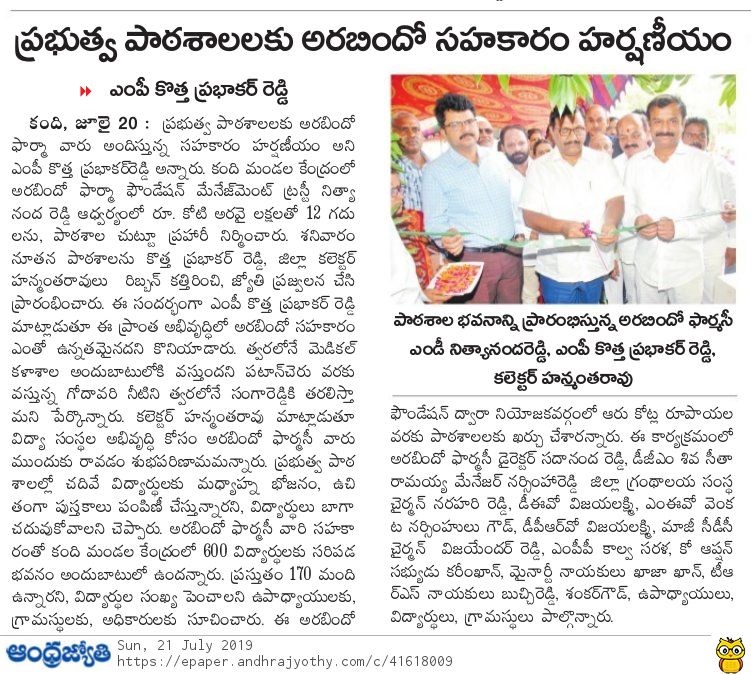 ప్రభుత్వ పాఠశాలలకు అరబిందో సహకారం హర్షణీయం
ఎంపీ కొత్త ప్రభాకర్ రెడ్డి
కంది, జూలై 20 : ప్రభుత్వ పాఠశాలలకు అరబిందో
ఫార్మా వారు అందిస్తున్న సహకారం హర్షణీయం అని
ఎంపీ కొత్త ప్రభాకర్‌రెడ్డి అన్నారు. కంది మండల కేంద్రంలో
అరబిందో ఫార్మా ఫౌండేషన్ మేనేజ్‌మెంట్ ట్రస్టీ నిత్యా
నంద రెడ్డి ఆధ్వర్యంలో రూ. కోటి అరవై లక్షలతో 12 గదు
లను, పాఠశాల చుట్టూ ప్రహారీ నిర్మించారు. శనివారం
నూతన పాఠశాలను కొత్త ప్రభాకర్ రెడ్డి, జిల్లా కలెక్టర్
హన్మంతరావులు రిబ్బన్ కత్తిరించి, జ్యోతి ప్రజ్వలన చేసి
ప్రారంభించారు. ఈ సందర్భంగా ఎంపీ కొత్త ప్రభాకర్ రెడ్డి
మాట్లాడుతూ ఈ ప్రాంత అభివృద్ధిలో అరబిందో సహకారం
ఎంతో ఉన్నతమైనదని కొనియాడారు. త్వరలోనే మెడికల్
కళాశాల అందుబాటులోకి వస్తుందని పటాన్‌చెరు వరకు
వస్తున్న గోదావరి నీటిని త్వరలోనే సంగారెడ్డికి తరలిస్తా
మని పేర్కొన్నారు. కలెక్టర్ హన్మంతరావు మాట్లాడుతూ
విద్యా సంస్థల అభివృద్ధి కోసం అరబిందో ఫార్మసీ వారు
ముందుకు రావడం శుభపరిణామమన్నారు. ప్రభుత్వ పాఠ
శాలల్లో చదివే విద్యార్థులకు మధ్యాహ్న భోజనం, ఉచి
తంగా పుస్తకాలు పంపిణీ చేస్తున్నారని, విద్యార్థులు బాగా
చదువుకోవాలని చెప్పారు. అరబిందో ఫార్మసీ వారి సహకా
రంతో కంది మండల కేంద్రంలో 600 విద్యార్థులకు సరిపడ
భవనం అందుబాటులో ఉందన్నారు. ప్రస్తుతం 170 మంది
ఉన్నారని, విద్యార్థుల సంఖ్య పెంచాలని ఉపాధ్యాయులకు,
గ్రామస్థులకు, అధికారులకు సూచించారు. ఈ అరబిందో
పాఠశాల భవనాన్ని ప్రారంభిస్తున్న అరబిందో ఫార్మసీ
ఎండీ నిత్యానందరెడ్డి, ఎంపీ కొత్త ప్రభాకర్ రెడ్డి,
కలెక్టర్ హన్మంతరావు
ఫౌండేషన్ ద్వారా నియోజకవర్గంలో ఆరు కోట్ల రూపాయల
వరకు పాఠశాలలకు ఖర్చు చేశారన్నారు. ఈ కార్యక్రమంలో
అరబిందో ఫార్మసీ డైరెక్టర్ సదానంద రెడ్డి, డీజీఎం శివ సీతా
రామయ్య మేనేజర్ నర్సింహారెడ్డి జిల్లా గ్రంథాలయ సంస్థ
చైర్మన్ నరహరి రెడ్డి, డీఈవో విజయలక్ష్మి, ఎంఈవో వెంక
ట నర్సింహులు గౌడ్, డీపీఆర్‌వో విజయలక్ష్మి, మాజీ సీడీసీ
చైర్మన్ విజయేందర్ రెడ్డి, ఎంపీపీ కాల్వ సరళ, కో ఆప్షన్
సభ్యుడు కరీంఖాన్, మైనార్టీ నాయకులు ఖాజా ఖాన్, టీఆ
ర్ఎస్ నాయకులు బుచ్చిరెడ్డి, శంకర్‌గౌడ్, ఉపాధ్యాయులు,
విద్యార్థులు, గ్రామస్థులు పాల్గొన్నారు.
ఆంధ్రజ్యోతి
Sun, 21 July 2019
https://epaper.andhrajyothy.com/c/41618009